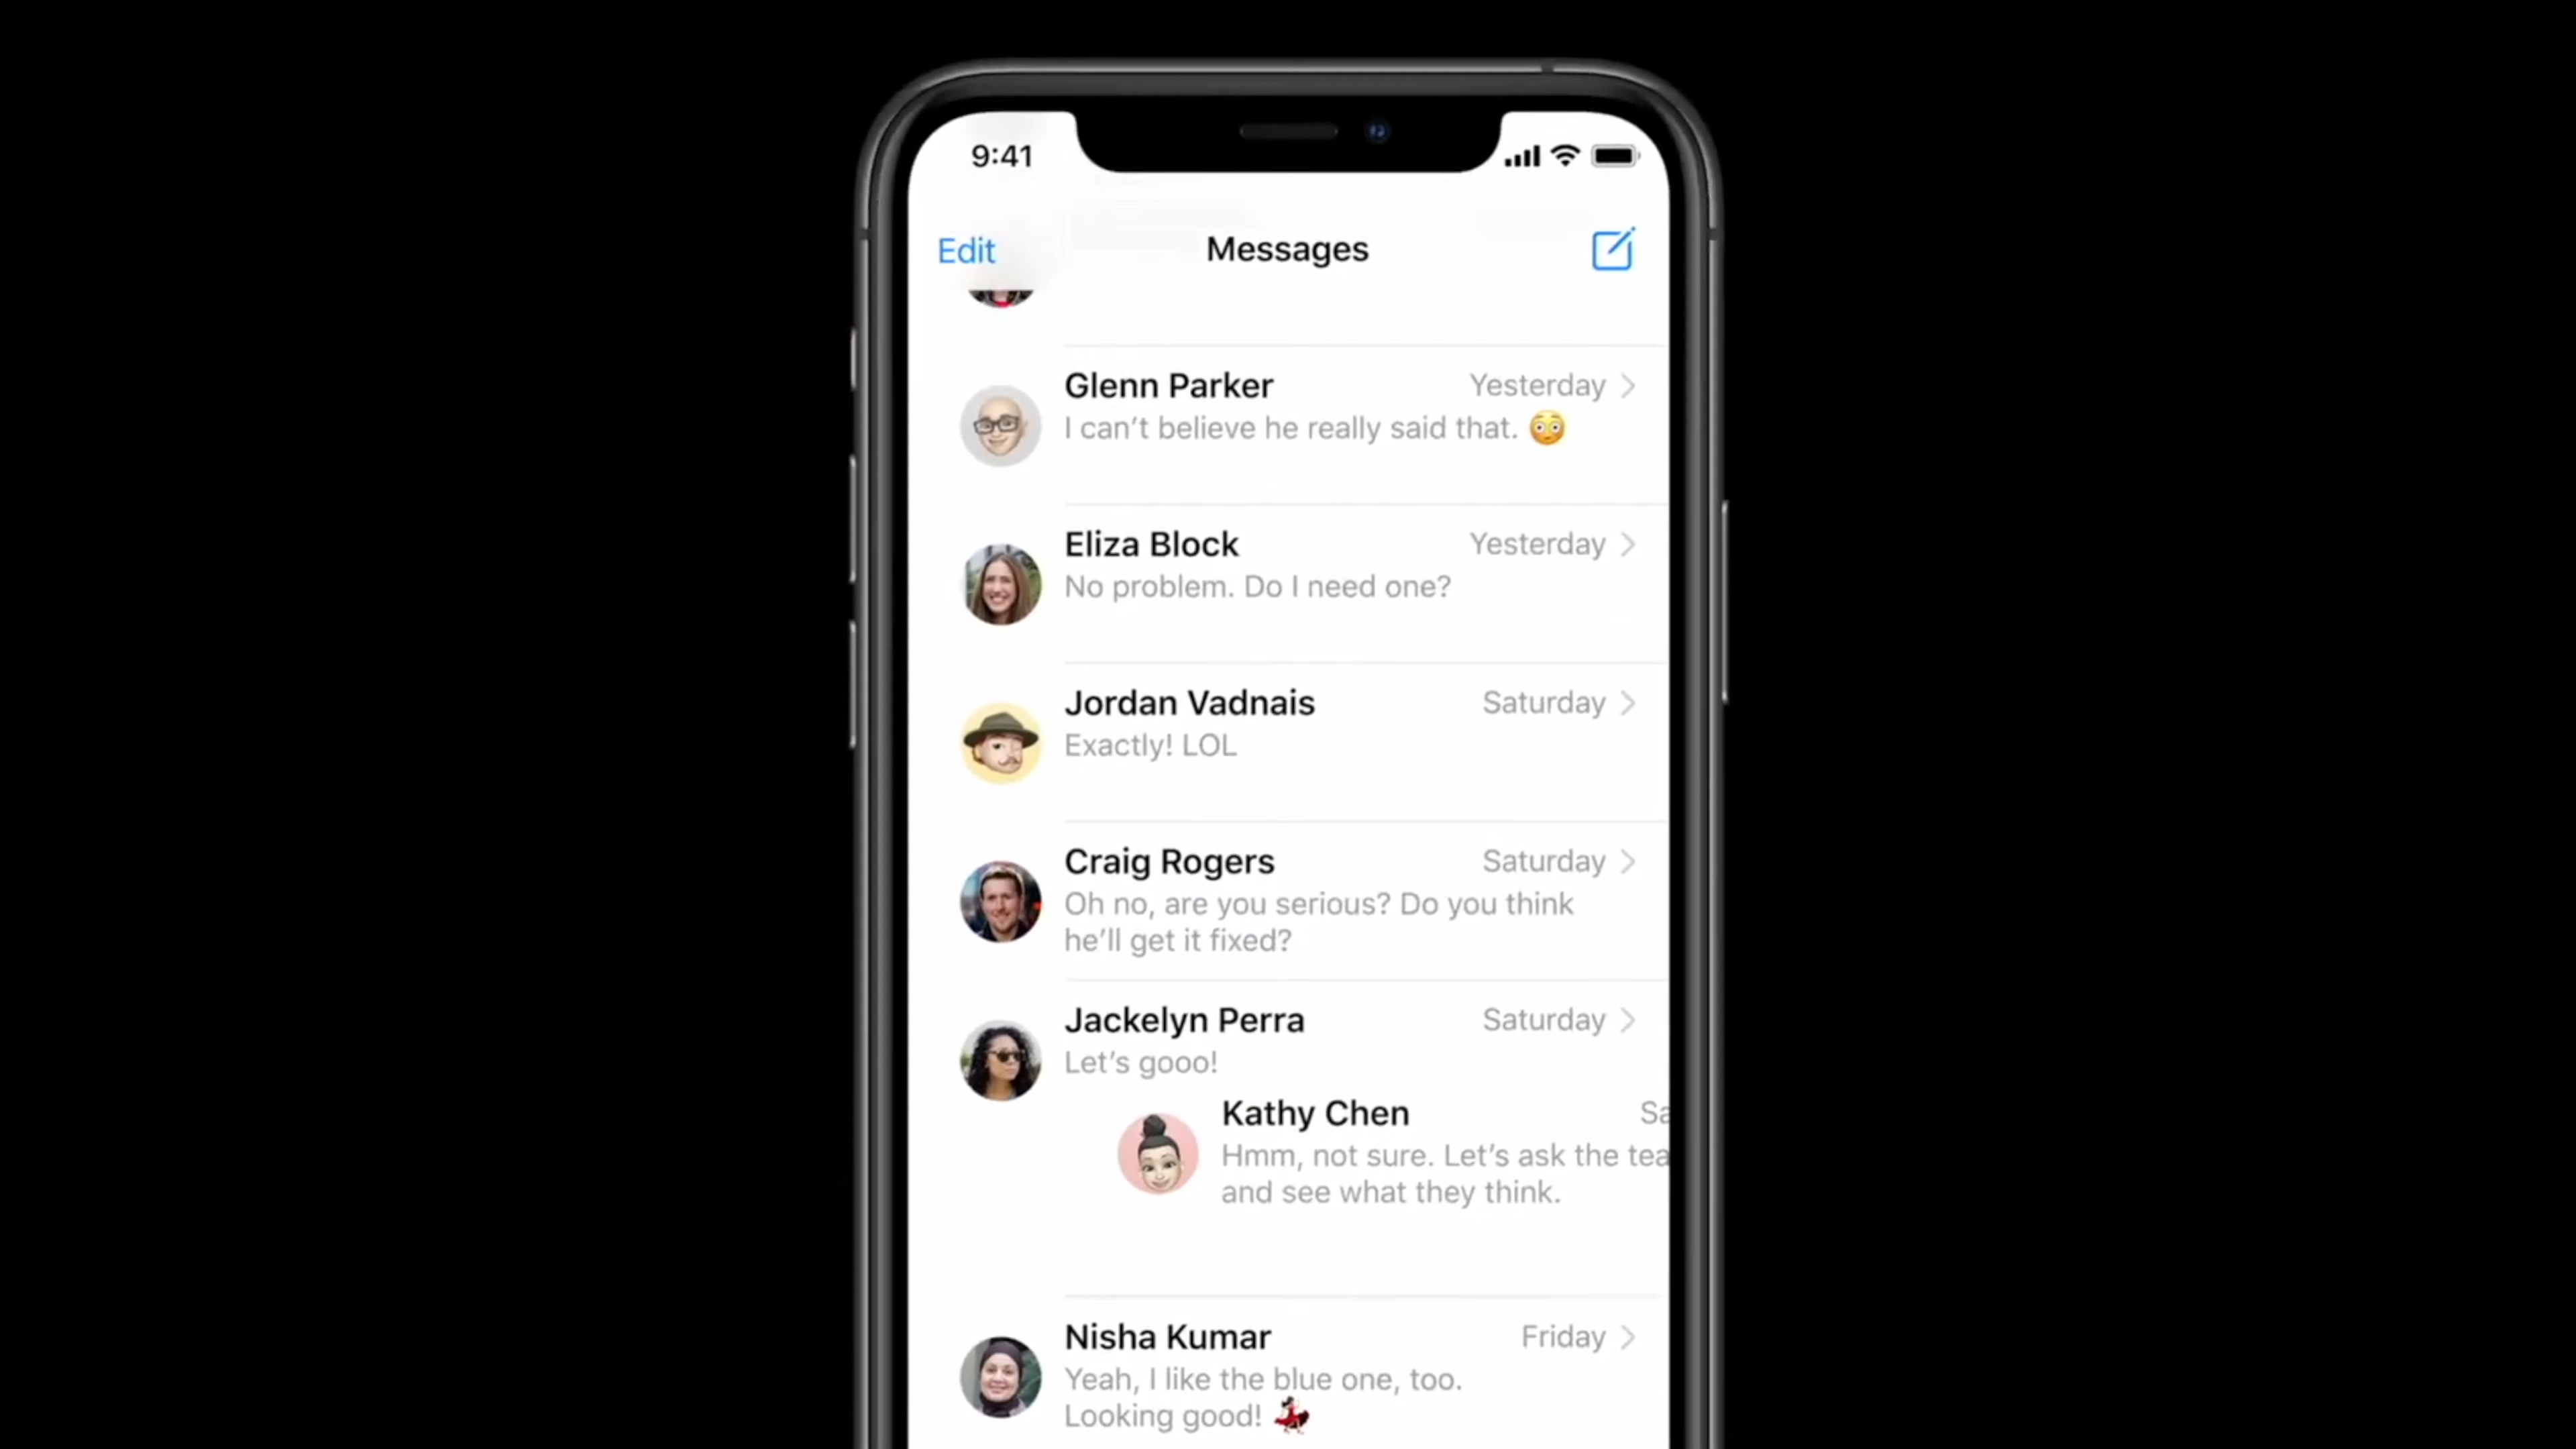 9:41
Edit
Messages
Glenn Parker
Yesterday
I can’t believe he really said that. 😳
Eliza Block
Yesterday
No problem. Do I need one?
Jordan Vadnais
Saturday
Exactly! LOL
Craig Rogers
Saturday
Oh no, are you serious? Do you think
he’ll get it fixed?
Jackelyn Perra
Saturday
Let’s gooo!
Kathy Chen
Sa
Hmm, not sure. Let’s ask the tea
and see what they think.
Nisha Kumar
Friday
Yeah, I like the blue one, too.
Looking good! 💃